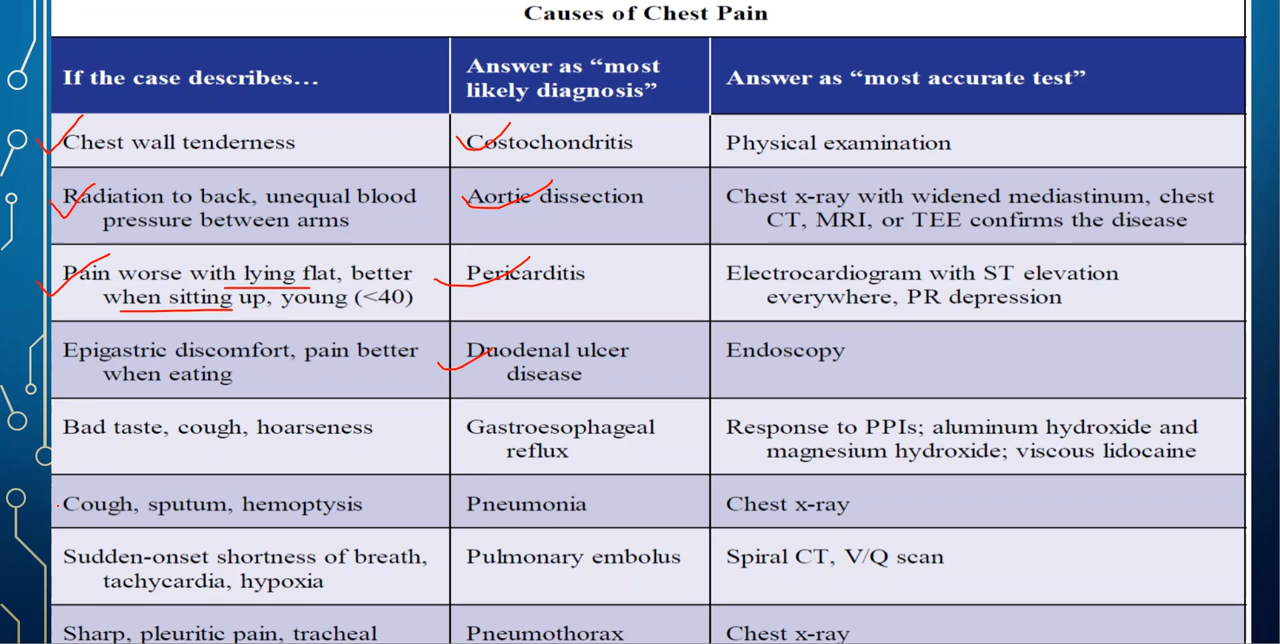 Causes of Chest Pain
If the case describes... Answer as “most likely diagnosis” Answer as “most accurate test”
Chest wall tenderness
Costochondritis
Physical examination
Radiation to back, unequal blood
pressure between arms
Aortic dissection
Chest x-ray with widened mediastinum, chest
CT, MRI, or TEE confirms the disease
Pain worse with lying flat, better
when sitting up, young (<40)
Pericarditis
Electrocardiogram with ST elevation
everywhere, PR depression
Epigastric discomfort, pain better
when eating
Duodenal ulcer
disease
Endoscopy
Bad taste, cough, hoarseness
Gastroesophageal
reflux
Response to PPIs; aluminum hydroxide and
magnesium hydroxide; viscous lidocaine
Cough, sputum, hemoptysis
Pneumonia
Chest x-ray
Sudden-onset shortness of breath,
tachycardia, hypoxia
Pulmonary embolus
Spiral CT, V/Q scan
Sharp, pleuritic pain, tracheal
Pneumothorax
Chest x-ray